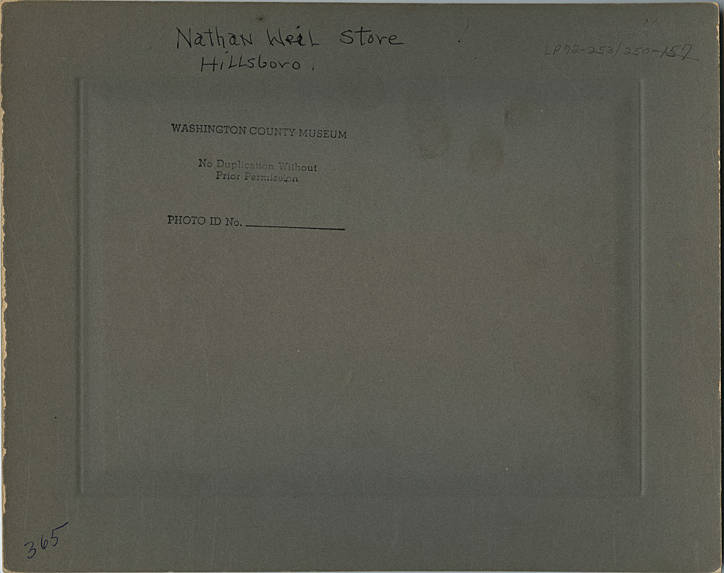 Nathan Weil Store
Hillsboro.
LP72-253/250-157
WASHINGTON COUNTY MUSEUM
No Duplication Without
Prior Permission
PHOTO ID No.
365